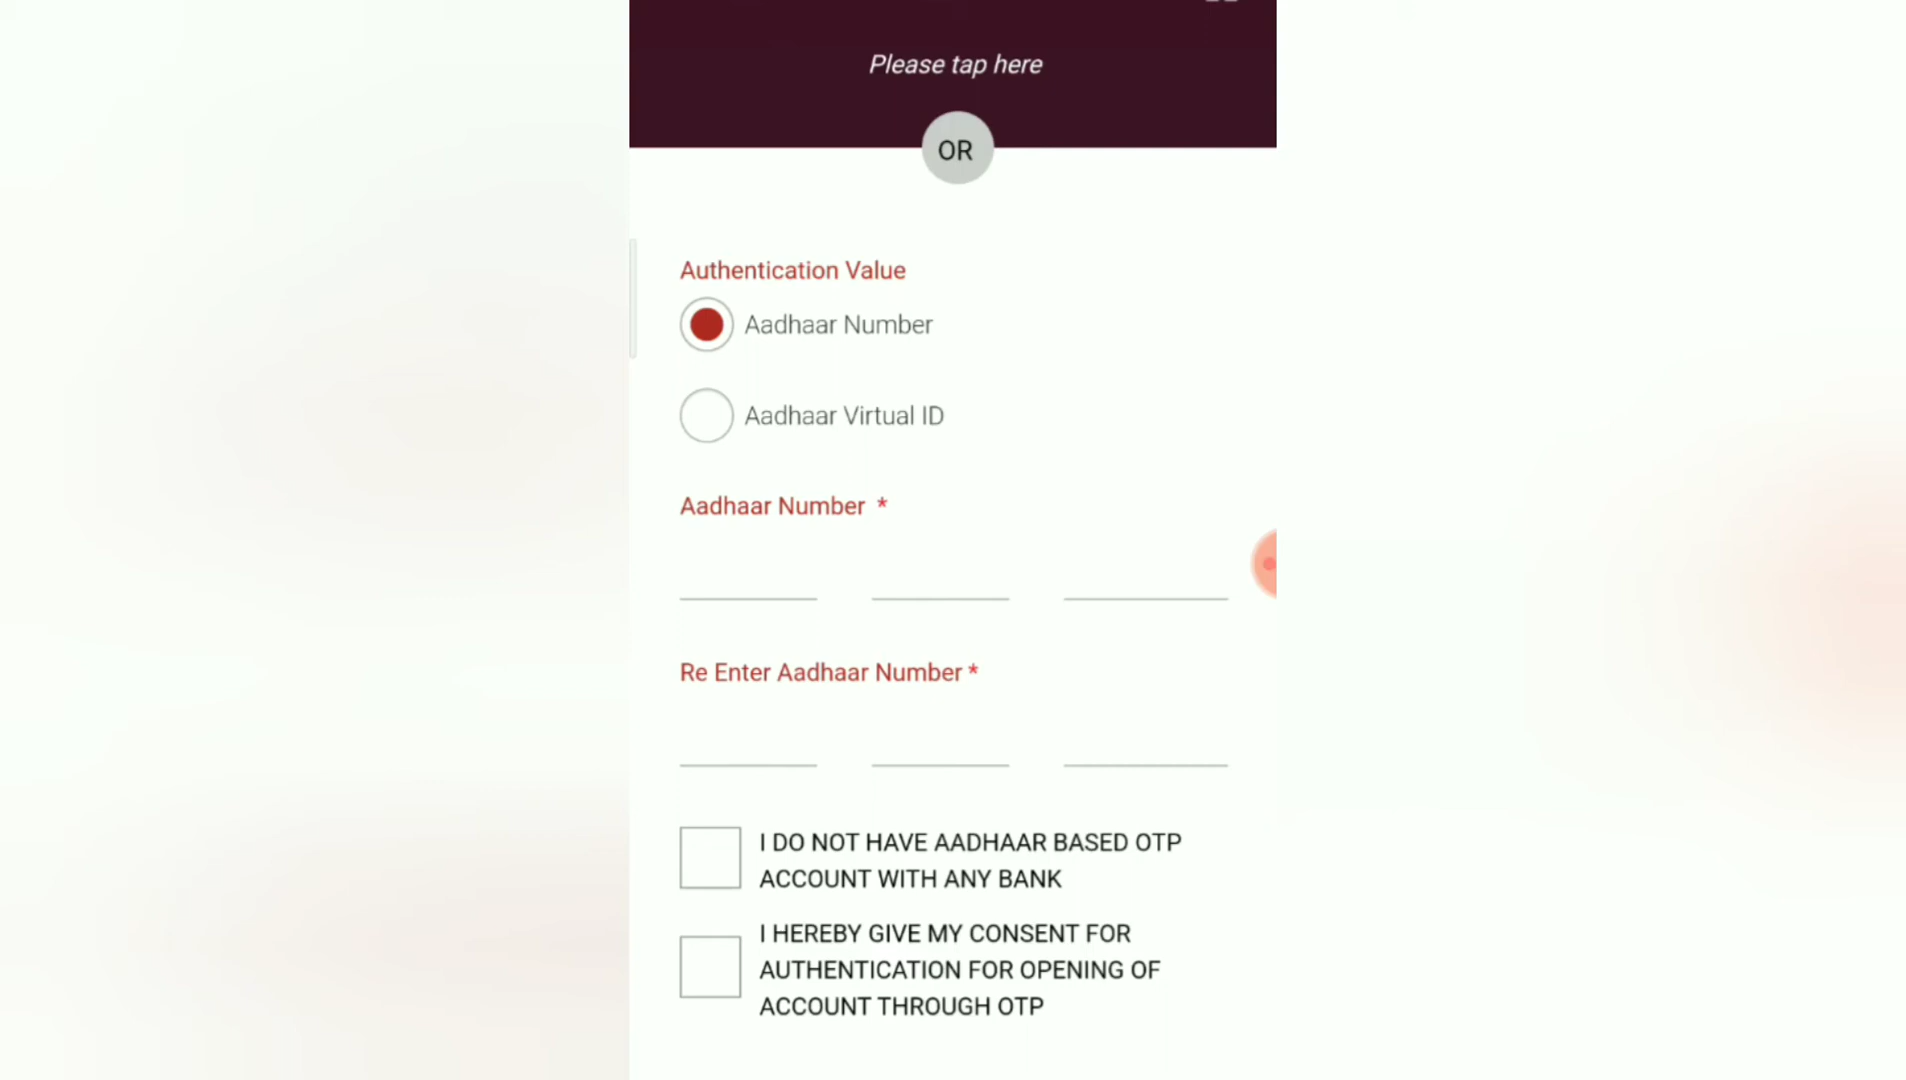 Please tap here
OR
Authentication Value
Aadhaar Number
Aadhaar Virtual ID
Aadhaar Number *
Re Enter Aadhaar Number *
I DO NOT HAVE AADHAAR BASED OTP
ACCOUNT WITH ANY BANK
I HEREBY GIVE MY CONSENT FOR
AUTHENTICATION FOR OPENING OF
ACCOUNT THROUGH OTP